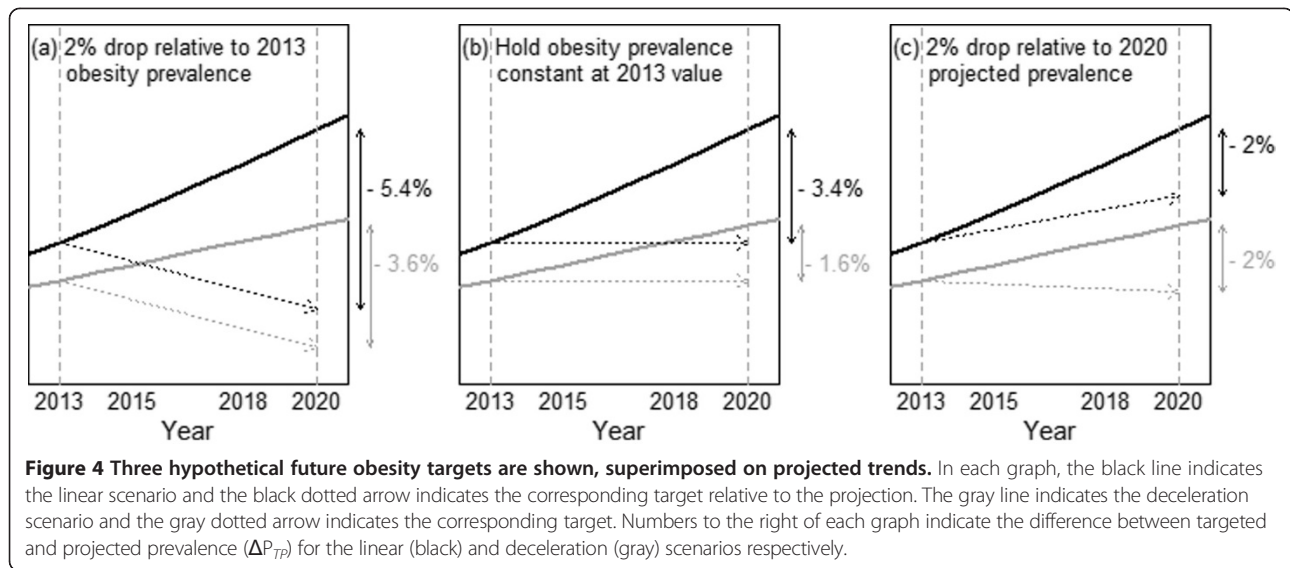 (a) 2% drop relative to 2013
obesity prevalence
- 5.4%
- 3.6%
2013 2015 2018 2020
Year
(b) Hold obesity prevalence
constant at 2013 value
- 3.4%
- 1.6%
2013 2015 2018 2020
Year
(c) 2% drop relative to 2020
projected prevalence
- 2%
- 2%
2013 2015 2018 2020
Year
Figure 4 Three hypothetical future obesity targets are shown, superimposed on projected trends. In each graph, the black line indicates
the linear scenario and the black dotted arrow indicates the corresponding target relative to the projection. The gray line indicates the deceleration
scenario and the gray dotted arrow indicates the corresponding target. Numbers to the right of each graph indicate the difference between targeted
and projected prevalence (ΔP_TP) for the linear (black) and deceleration (gray) scenarios respectively.